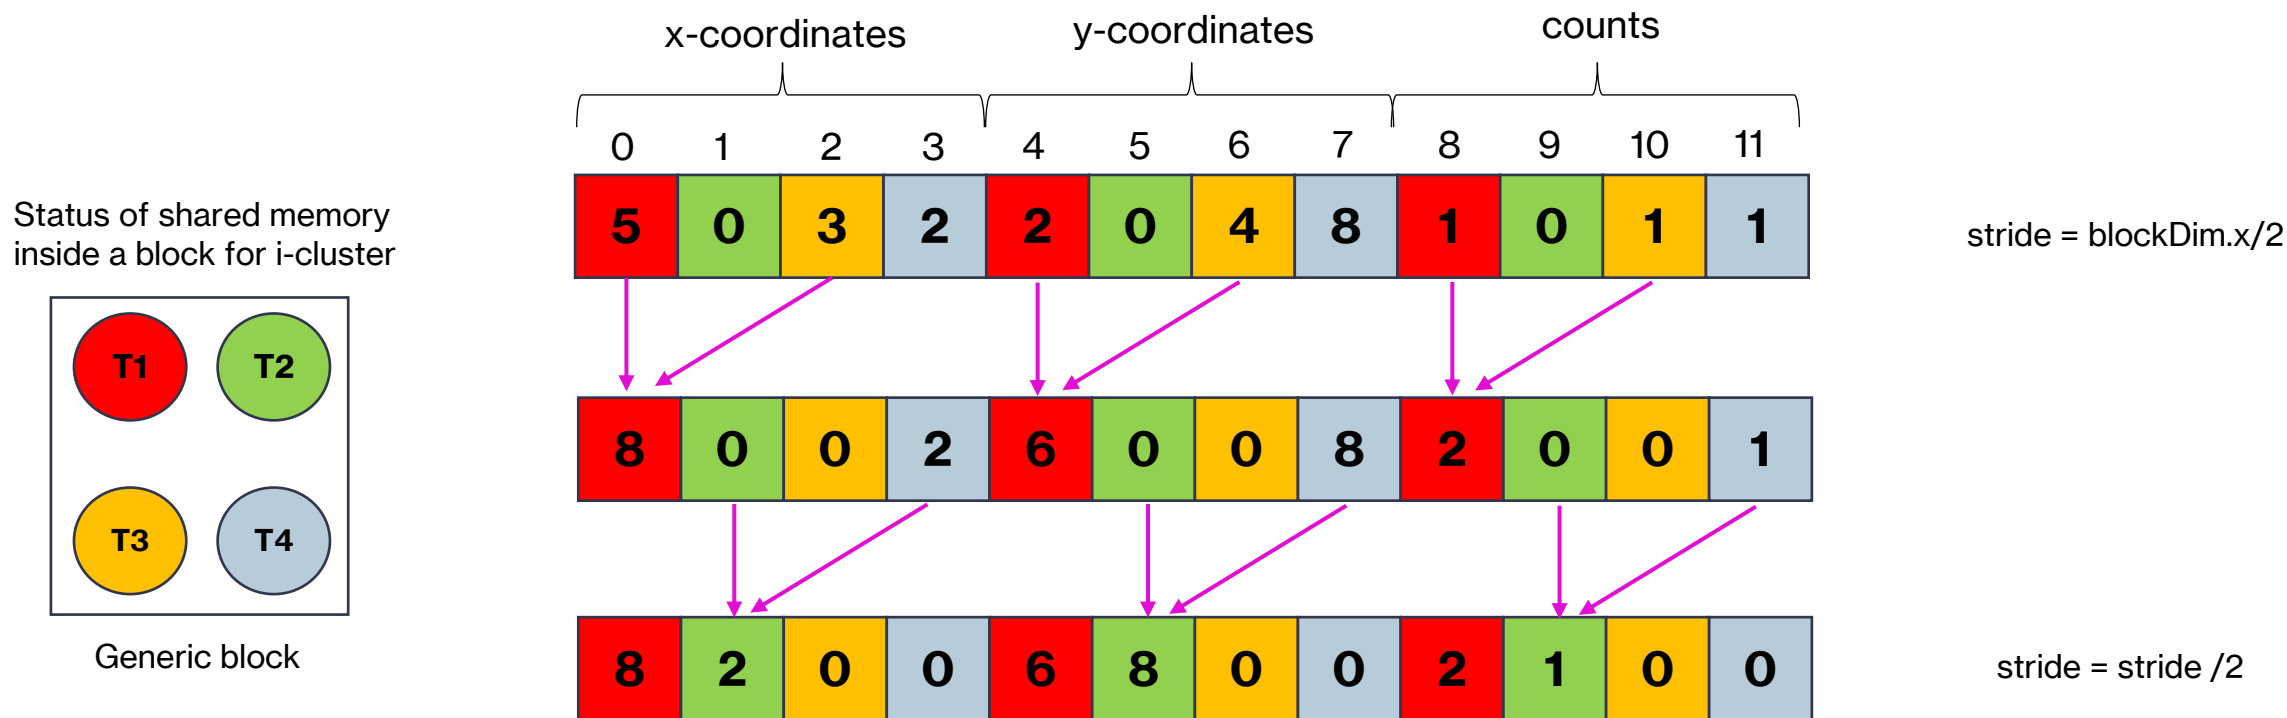 x-coordinates y-coordinates counts
0 1 2 3 4 5 6 7 8 9 10 11
Status of shared memory
inside a block for i-cluster
5 0 3 2 2 0 4 8 1 0 1 1
stride = blockDim.x/2
T1 T2
T3 T4
Generic block
8 0 0 2 6 0 0 8 2 0 0 1
8 2 0 0 6 8 0 0 2 1 0 0
stride = stride /2